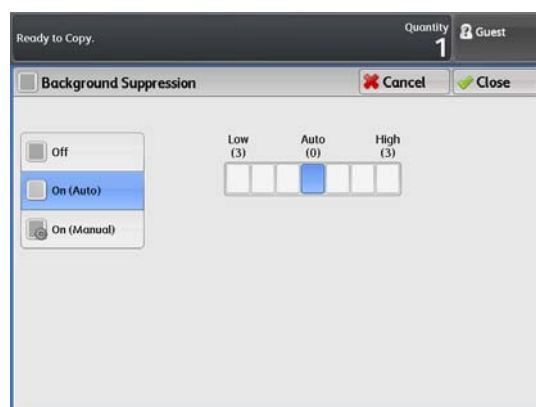 Ready to Copy.
Quantity
1
Guest
Background Suppression
Cancel
Close
Off
On (Auto)
On (Manual)
Low
(3)
Auto
(0)
High
(3)